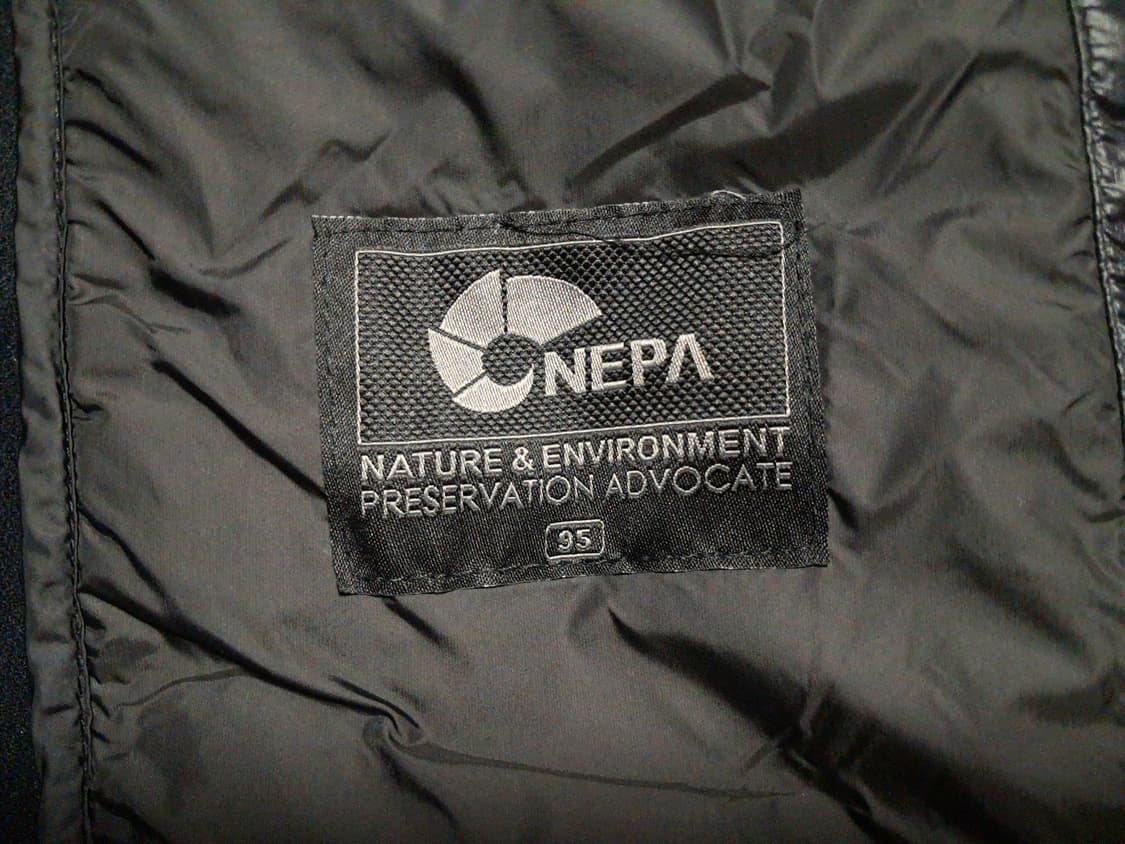 NEPA
NATURE & ENVIRONMENT
PRESERVATION ADVOCATE
95